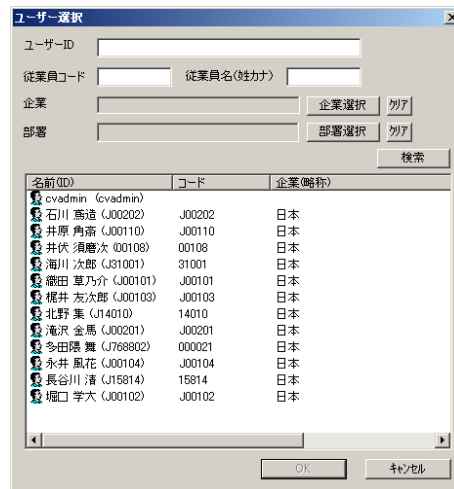 ユーザー選択
ユーザーID
従業員コード 従業員名(姓カナ)
企業 企業選択 クリア
部署 部署選択 クリア
検索
名前(ID) コード 企業(略称)
cvadmin (cvadmin)
石川 蔦造 (J00202) J00202 日本
井原 角斎 (J00110) J00110 日本
井伏 須磨次 (00108) 00108 日本
海川 次郎 (J31001) 31001 日本
織田 草乃介 (J00101) J00101 日本
梶井 友次郎 (J00103) J00103 日本
北野 集 (J14010) 14010 日本
滝沢 金馬 (J00201) J00201 日本
多田隈 舞 (J768802) 000021 日本
永井 風花 (J00104) J00104 日本
長谷川 清 (J15814) 15814 日本
堀口 学大 (J00102) J00102 日本
OK キャンセル